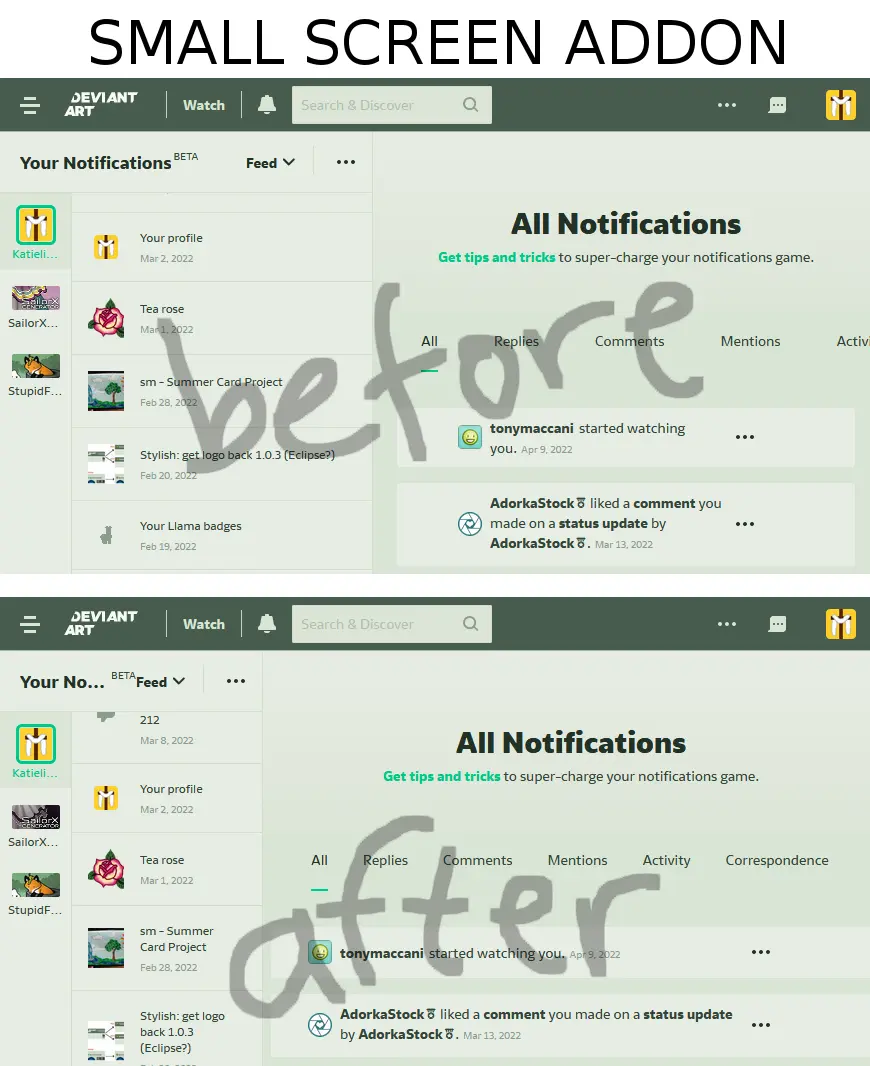 SMALL SCREEN ADDON
DEVIANT ART Watch Search & Discover
Your Notifications BETA Feed
All Notifications
Get tips and tricks to super-charge your notifications game.
Katieli...
SailorX...
StupidF...
Your profile
Mar 2, 2022
Tea rose
Mar 1, 2022
sm - Summer Card Project
Feb 28, 2022
Stylish: get logo back 1.0.3 (Eclipse?)
Feb 20, 2022
Your Llama badges
Feb 19, 2022
before
All Replies Comments Mentions Activi
tonymaccani started watching
you. Apr 9, 2022
AdorkaStock liked a comment you
made on a status update by
AdorkaStock. Mar 13, 2022
DEVIANT ART Watch Search & Discover
Your No... BETA Feed
All Notifications
Get tips and tricks to super-charge your notifications game.
Katieli...
SailorX...
StupidF...
212
Mar 8, 2022
Your profile
Mar 2, 2022
Tea rose
Mar 1, 2022
sm - Summer
Card Project
Feb 28, 2022
Stylish: get logo
back 1.0.3
(Eclipse?)
after
All Replies Comments Mentions Activity Correspondence
tonymaccani started watching you. Apr 9, 2022
AdorkaStock liked a comment you made on a status update
by AdorkaStock. Mar 13, 2022